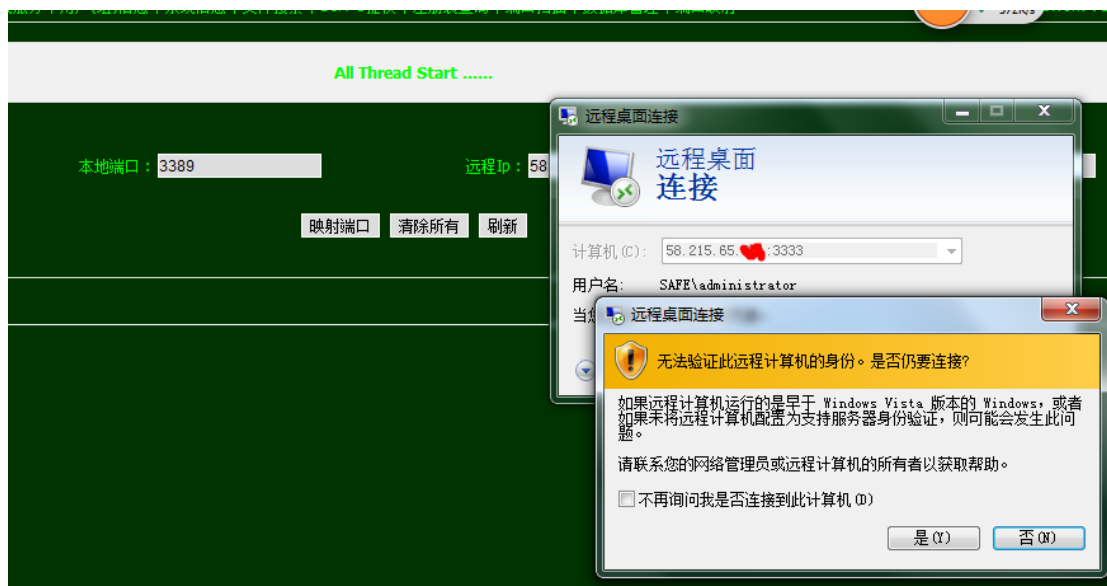 572K/s
All Thread Start ......
本地端口：3389
远程Ip：58
映射端口 清除所有 刷新
远程桌面连接
远程桌面
连接
计算机(C): 58.215.65. :3333
用户名: SAFE\administrator
当您
远程桌面连接
无法验证此远程计算机的身份。是否仍要连接?
如果远程计算机运行的是早于 Windows Vista 版本的 Windows，或者
如果未将远程计算机配置为支持服务器身份验证，则可能会发生此问
题。
请联系您的网络管理员或远程计算机的所有者以获取帮助。
不再询问我是否连接到此计算机(D)
是(Y) 否(N)